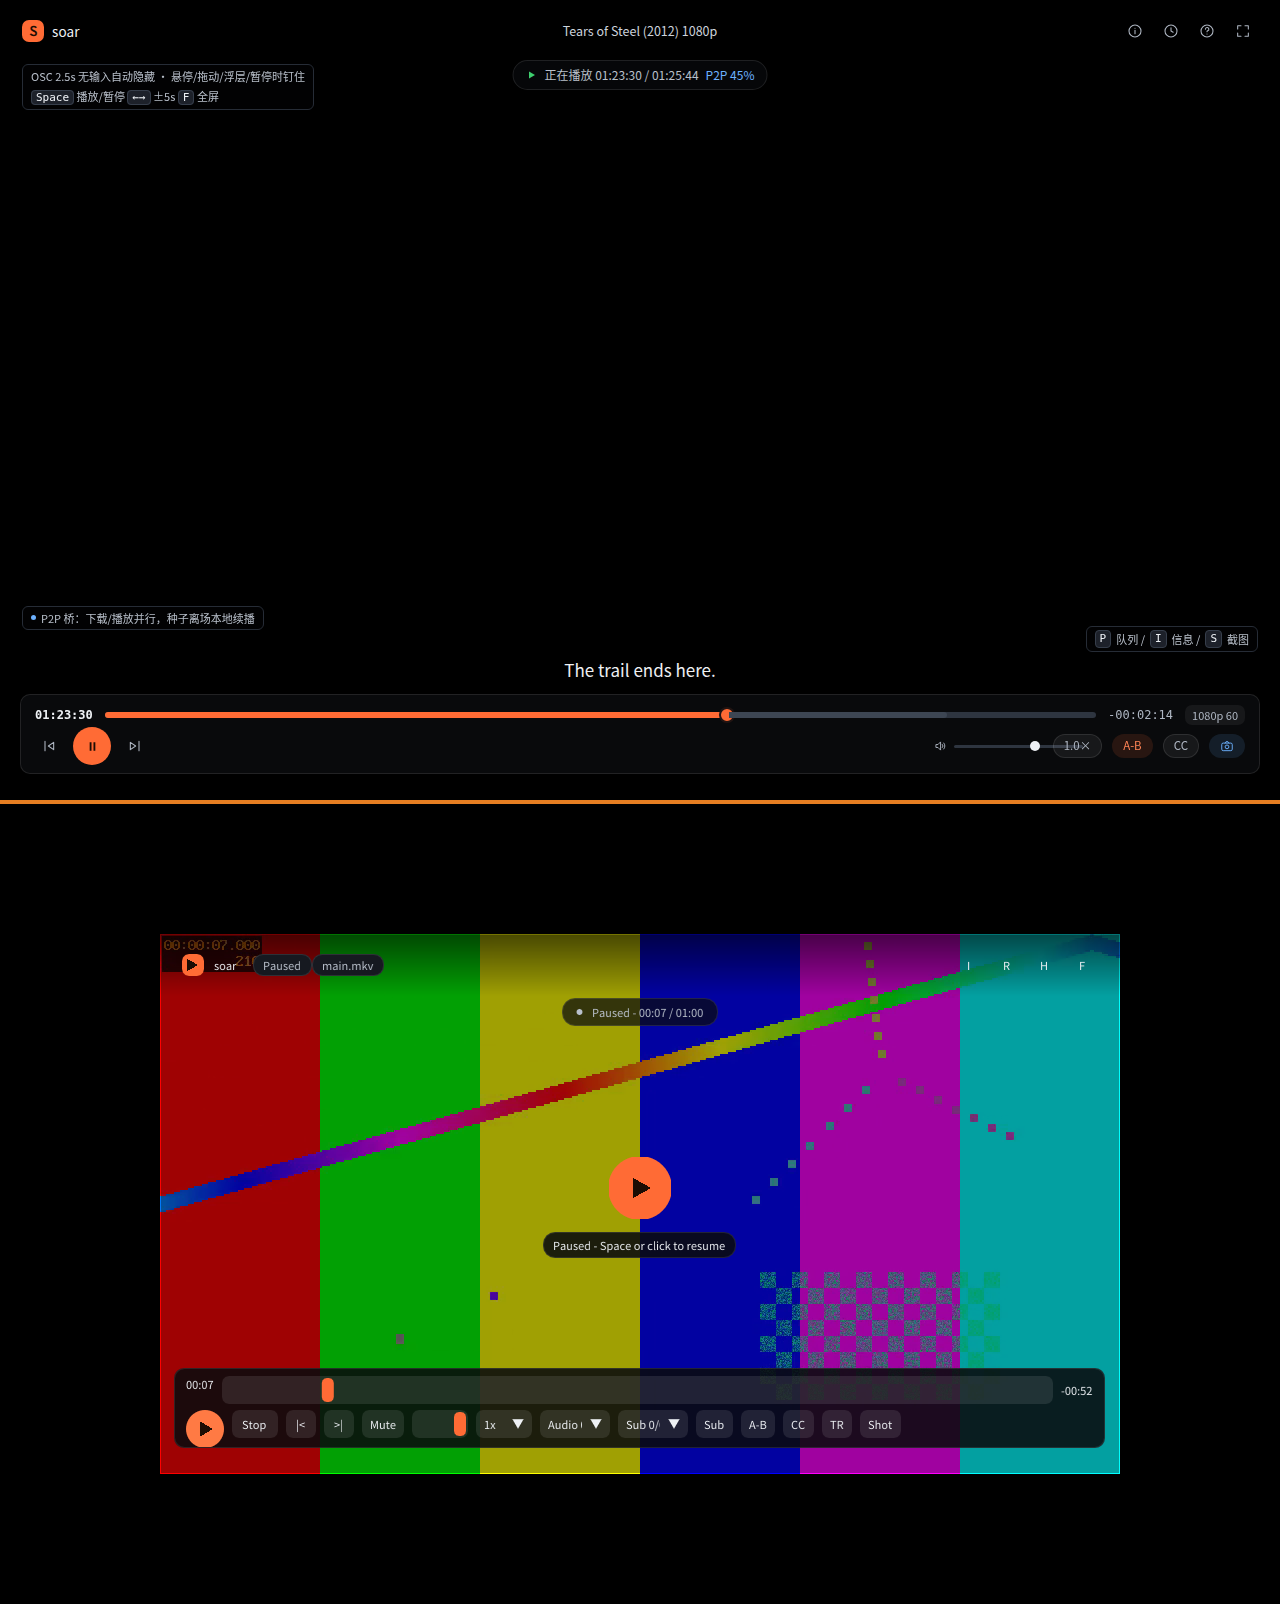 S soar
Tears of Steel (2012) 1080p
OSC 2.5s 无输入自动隐藏 · 悬停/拖动/浮层/暂停时钉住
Space 播放/暂停 ←→ ±5s F 全屏
正在播放 01:23:30 / 01:25:44 P2P 45%
P2P 桥：下载/播放并行，种子离场本地续播
P 队列 / I 信息 / S 截图
The trail ends here.
01:23:30
-00:02:14 1080p 60
1.0× A-B CC
00:00:07.000
soar Paused main.mkv
I R H F
Paused - 00:07 / 01:00
Paused - Space or click to resume
00:07 -00:52
Stop |< >| Mute 1x Audio Sub 0/ Sub A-B CC TR Shot